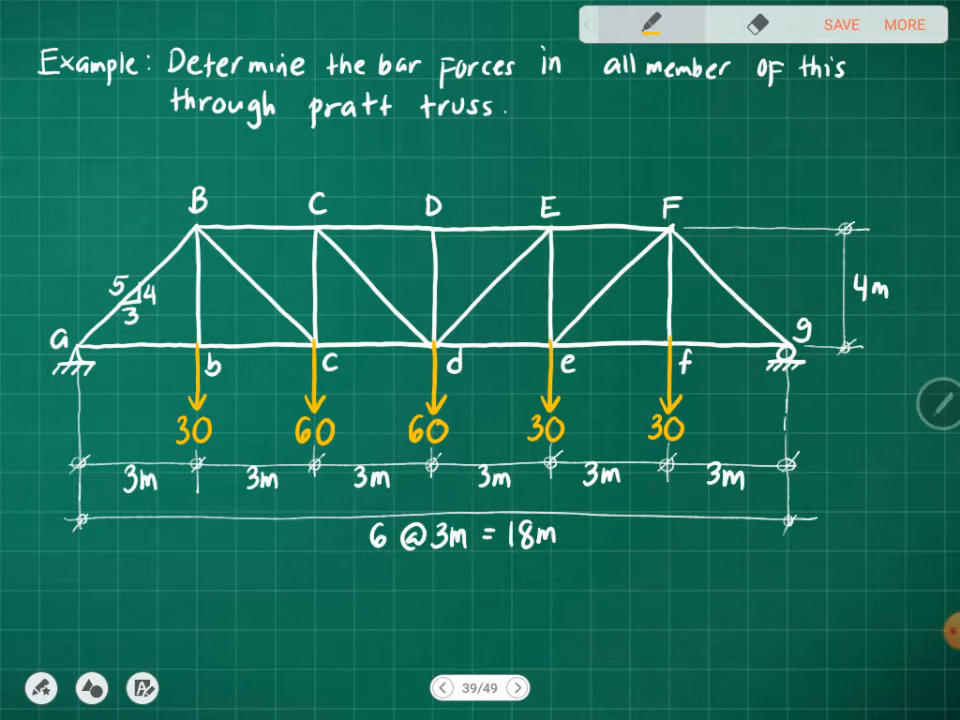 SAVE MORE
Example: Determine the bar forces in all member of this
through pratt truss.
B C D E F
5 4
3
4m
a g
b c d e f
30 60 60 30 30
3m 3m 3m 3m 3m 3m
6 @ 3m = 18m
39/49